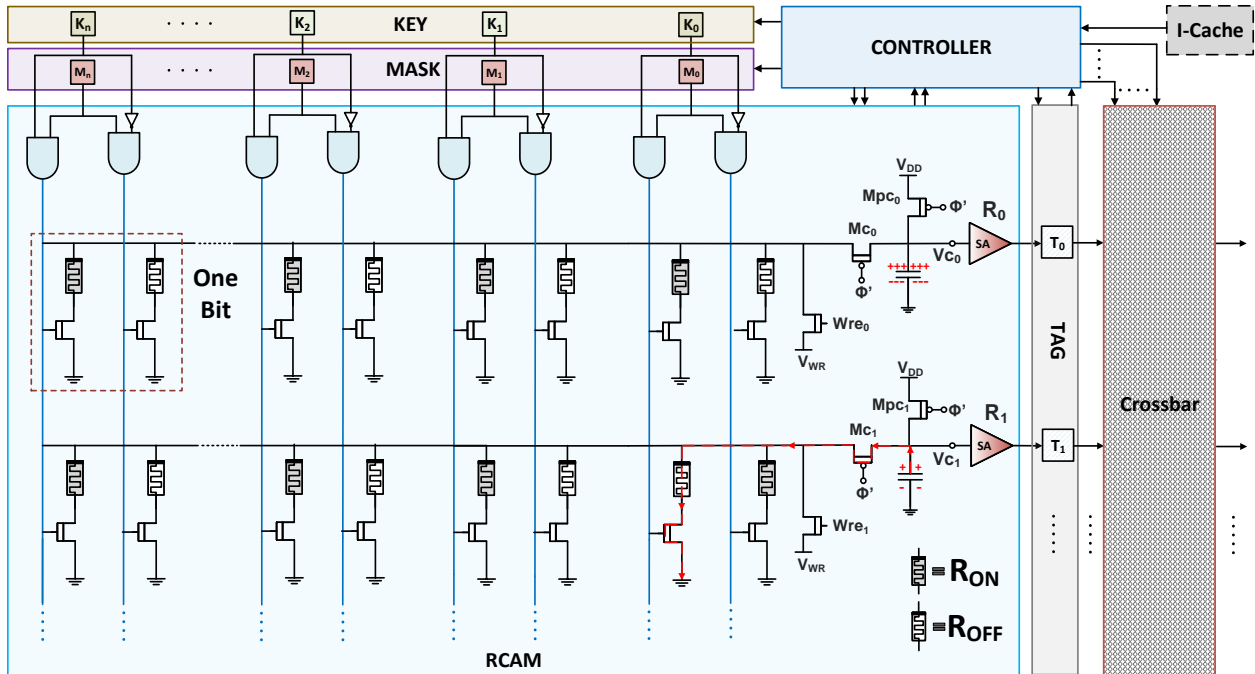 Kn · · · · K2 KEY K1 K0
Mn · · · · M2 MASK M1 M0
CONTROLLER
I-Cache
VDD
Mpc0
Φ'
R0
Mc0
SA
T0
Vc0
Φ'
+++ +++
--- ---
One
Bit
Wre0
VWR
TAG
VDD
Mpc1
Φ'
R1
Mc1
SA
T1
Vc1
Φ'
+ +
- -
Wre1
VWR
Crossbar
= RON
= ROFF
RCAM